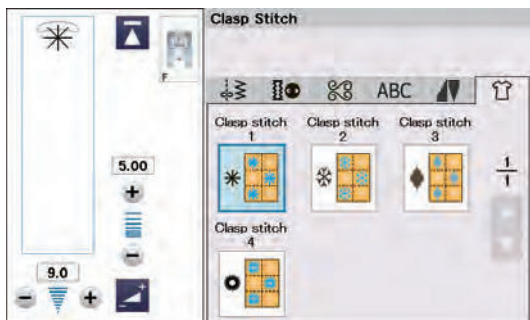 Clasp Stitch
F
ABC
Clasp stitch
1
Clasp stitch
2
Clasp stitch
3
1
1
5.00
Clasp stitch
4
9.0